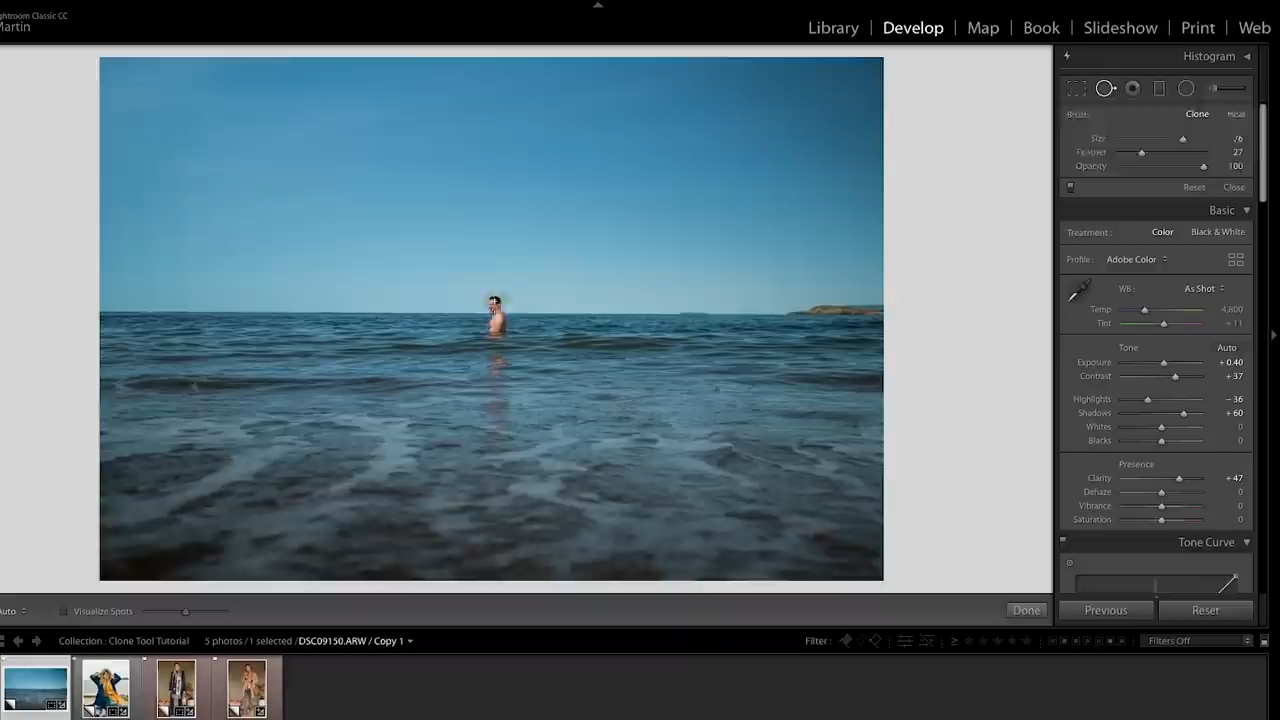 ghtroom Classic CC
Martin
Library | Develop | Map | Book | Slideshow | Print | Web
Histogram
Brush: Clone Heal
Size 76
Feather 27
Opacity 100
Reset Close
Basic
Treatment: Color Black & White
Profile: Adobe Color
WB: As Shot
Temp 4,800
Tint + 11
Tone Auto
Exposure + 0.40
Contrast + 37
Highlights − 36
Shadows + 60
Whites 0
Blacks 0
Presence
Clarity + 47
Dehaze 0
Vibrance 0
Saturation 0
Tone Curve
Auto Visualize Spots Done
Previous Reset
Collection : Clone Tool Tutorial 5 photos / 1 selected / DSC09150.ARW / Copy 1 Filter : Filters Off